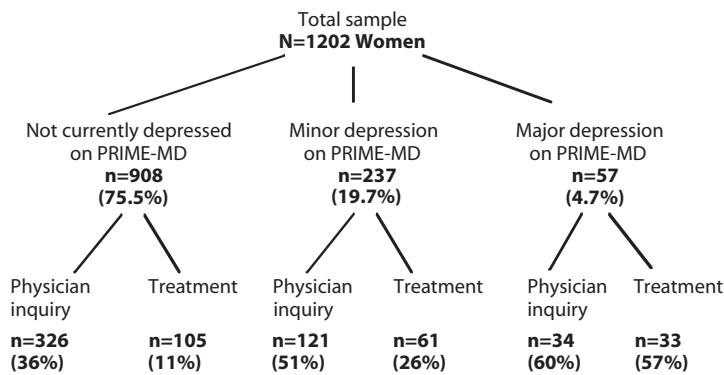 Total sample
N=1202 Women
Not currently depressed
on PRIME-MD
n=908
(75.5%)
Minor depression
on PRIME-MD
n=237
(19.7%)
Major depression
on PRIME-MD
n=57
(4.7%)
Physician
inquiry
n=326
(36%)
Treatment
n=105
(11%)
Physician
inquiry
n=121
(51%)
Treatment
n=61
(26%)
Physician
inquiry
n=34
(60%)
Treatment
n=33
(57%)